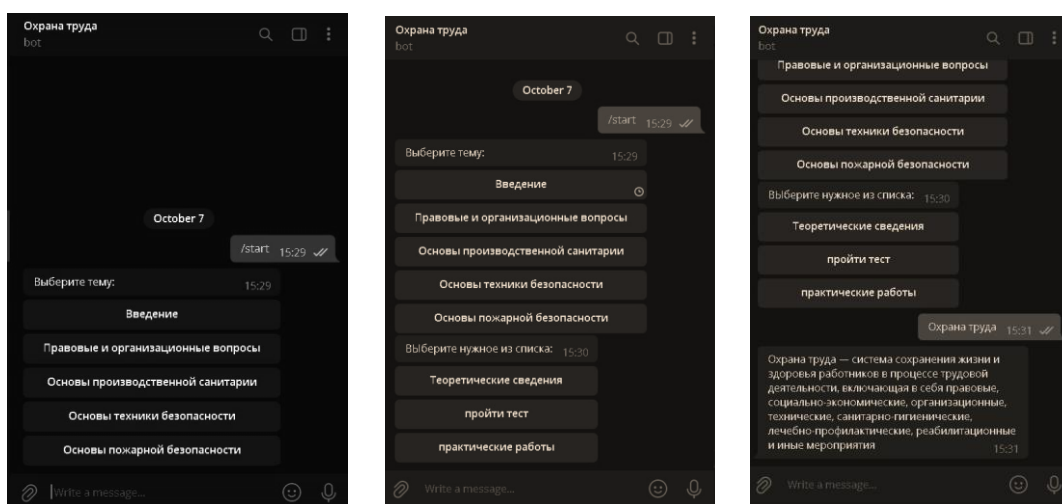 Охрана труда
bot
October 7
/start 15:29
Выберите тему: 15:29
Введение
Правовые и организационные вопросы
Основы производственной санитарии
Основы техники безопасности
Основы пожарной безопасности
Write a message...
Охрана труда
bot
October 7
/start 15:29
Выберите тему: 15:29
Введение
Правовые и организационные вопросы
Основы производственной санитарии
Основы техники безопасности
Основы пожарной безопасности
ВЫберите нужное из списка: 15:30
Теоретические сведения
пройти тест
практические работы
Write a message...
Охрана труда
bot
Правовые и организационные вопросы
Основы производственной санитарии
Основы техники безопасности
Основы пожарной безопасности
ВЫберите нужное из списка: 15:30
Теоретические сведения
пройти тест
практические работы
Охрана труда 15:31
Охрана труда — система сохранения жизни и
здоровья работников в процессе трудовой
деятельности, включающая в себя правовые,
социально-экономические, организационные,
технические, санитарно-гигиенические,
лечебно-профилактические, реабилитационные
и иные мероприятия 15:31
Write a message...